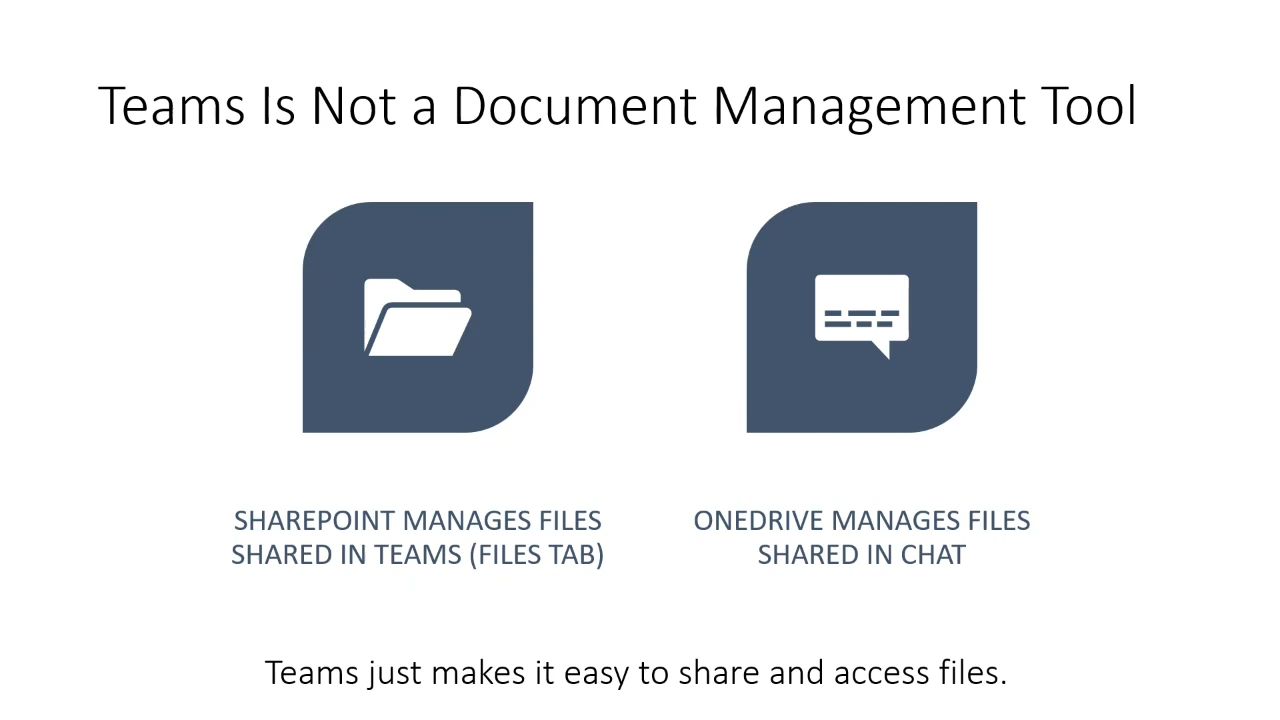 Teams Is Not a Document Management Tool
SHAREPOINT MANAGES FILES
SHARED IN TEAMS (FILES TAB)
ONEDRIVE MANAGES FILES
SHARED IN CHAT
Teams just makes it easy to share and access files.